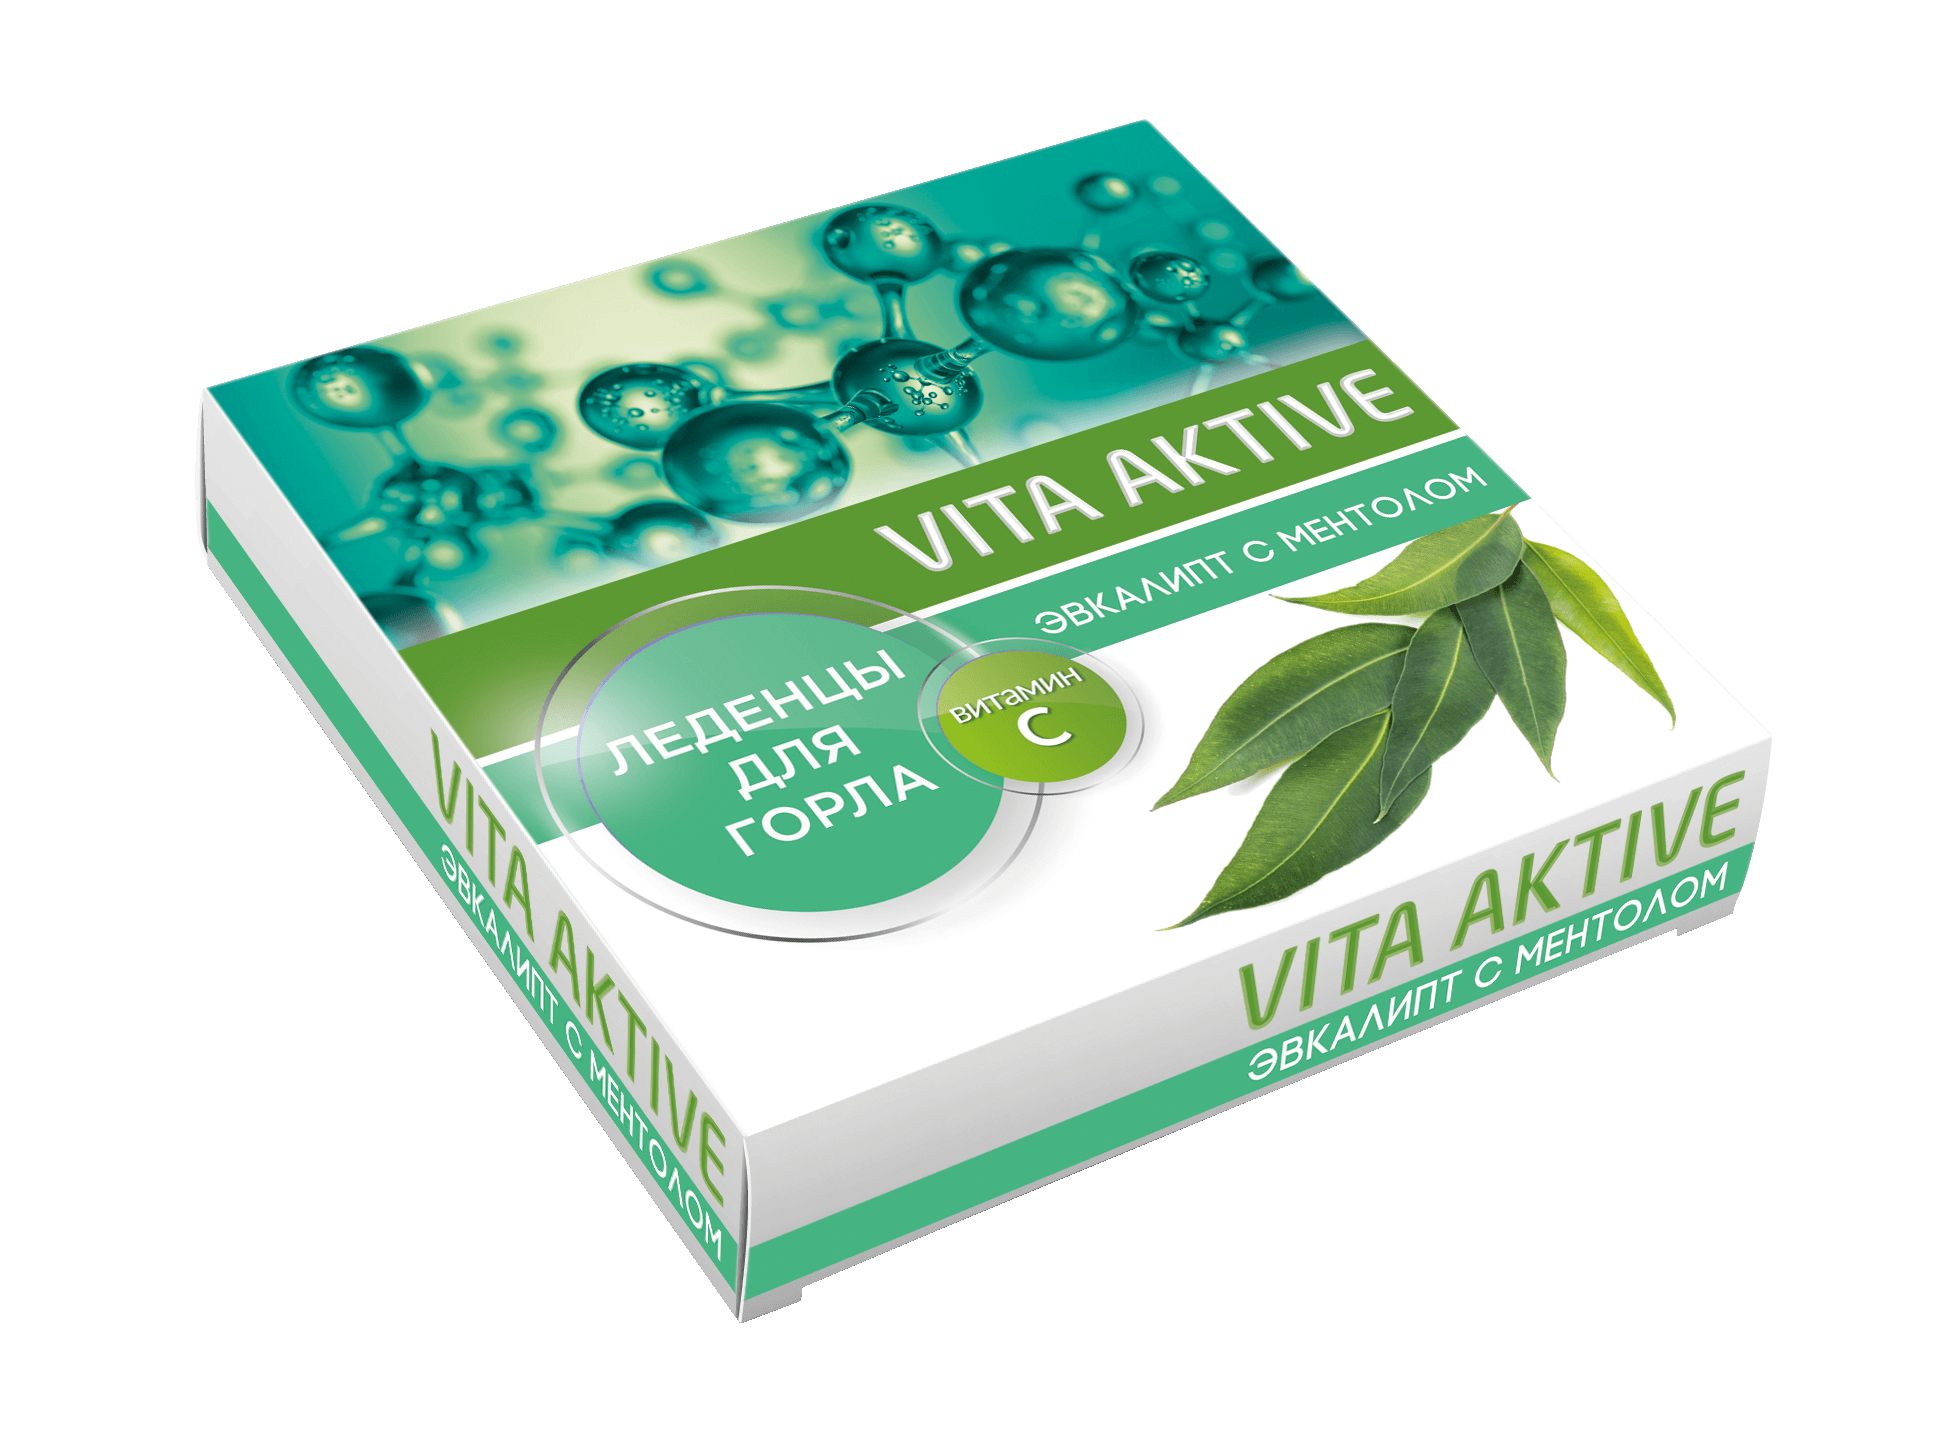 VITA AKTIVE
ЭВКАЛИПТ С МЕНТОЛОМ
ЛЕДЕНЦЫ
ДЛЯ
ГОРЛА
ВИТАМИН
С
VITA AKTIVE
ЭВКАЛИПТ С МЕНТОЛОМ
VITA AKTIVE
ЭВКАЛИПТ С МЕНТОЛОМ